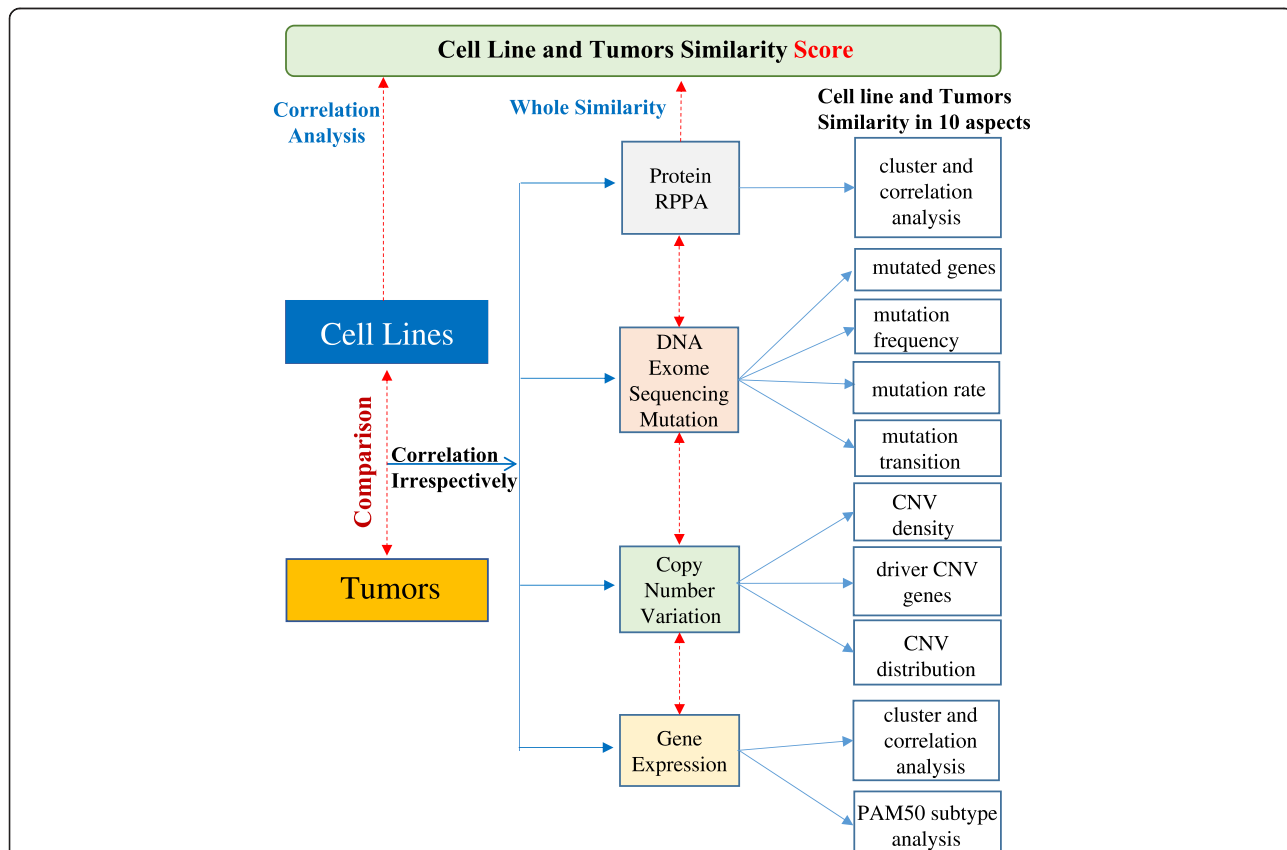 Cell Line and Tumors Similarity Score
Correlation
Analysis
Whole Similarity
Cell line and Tumors
Similarity in 10 aspects
Protein
RPPA
cluster and
correlation
analysis
mutated genes
mutation
frequency
Cell Lines
DNA
Exome
Sequencing
Mutation
mutation rate
mutation
transition
Comparison
Correlation
Irrespectively
CNV
density
Tumors
Copy
Number
Variation
driver CNV
genes
CNV
distribution
Gene
Expression
cluster and
correlation
analysis
PAM50 subtype
analysis